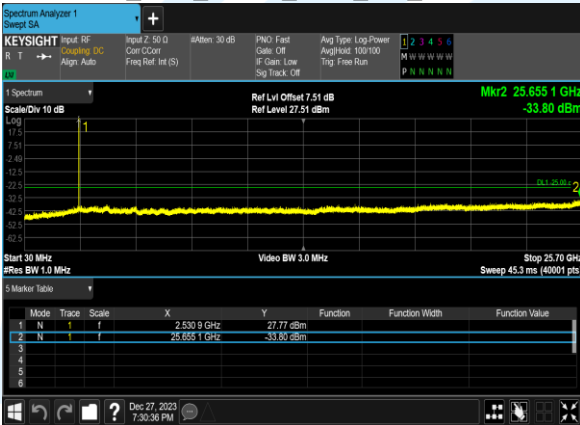 Spectrum Analyzer 1
Swept SA
+
KEYSIGHT Input: RF Input Z: 50 Ω #Atten: 30 dB PNO: Fast Avg Type: Log-Power 1 2 3 4 5 6
R T Coupling: DC Corr CCorr Gate: Off Avg|Hold: 100/100 M W W W W W
Align: Auto Freq Ref: Int (S) IF Gain: Low Trig: Free Run
Sig Track: Off P N N N N N
LXI
1 Spectrum Ref Lvl Offset 7.51 dB Mkr2 25.655 1 GHz
Scale/Div 10 dB Ref Level 27.51 dBm -33.80 dBm
Log
17.5
7.51
-2.49
-12.5
-22.5
-32.5
-42.5
-52.5
-62.5
1
DL1 -25.00
2
Start 30 MHz Video BW 3.0 MHz Stop 25.70 GHz
#Res BW 1.0 MHz Sweep 45.3 ms (40001 pts
5 Marker Table
Mode Trace Scale X Y Function Function Width Function Value
1 N 1 f 2.530 9 GHz 27.77 dBm
2 N 1 f 25.655 1 GHz -33.80 dBm
3
4
5
6
? Dec 27, 2023
7:30:36 PM